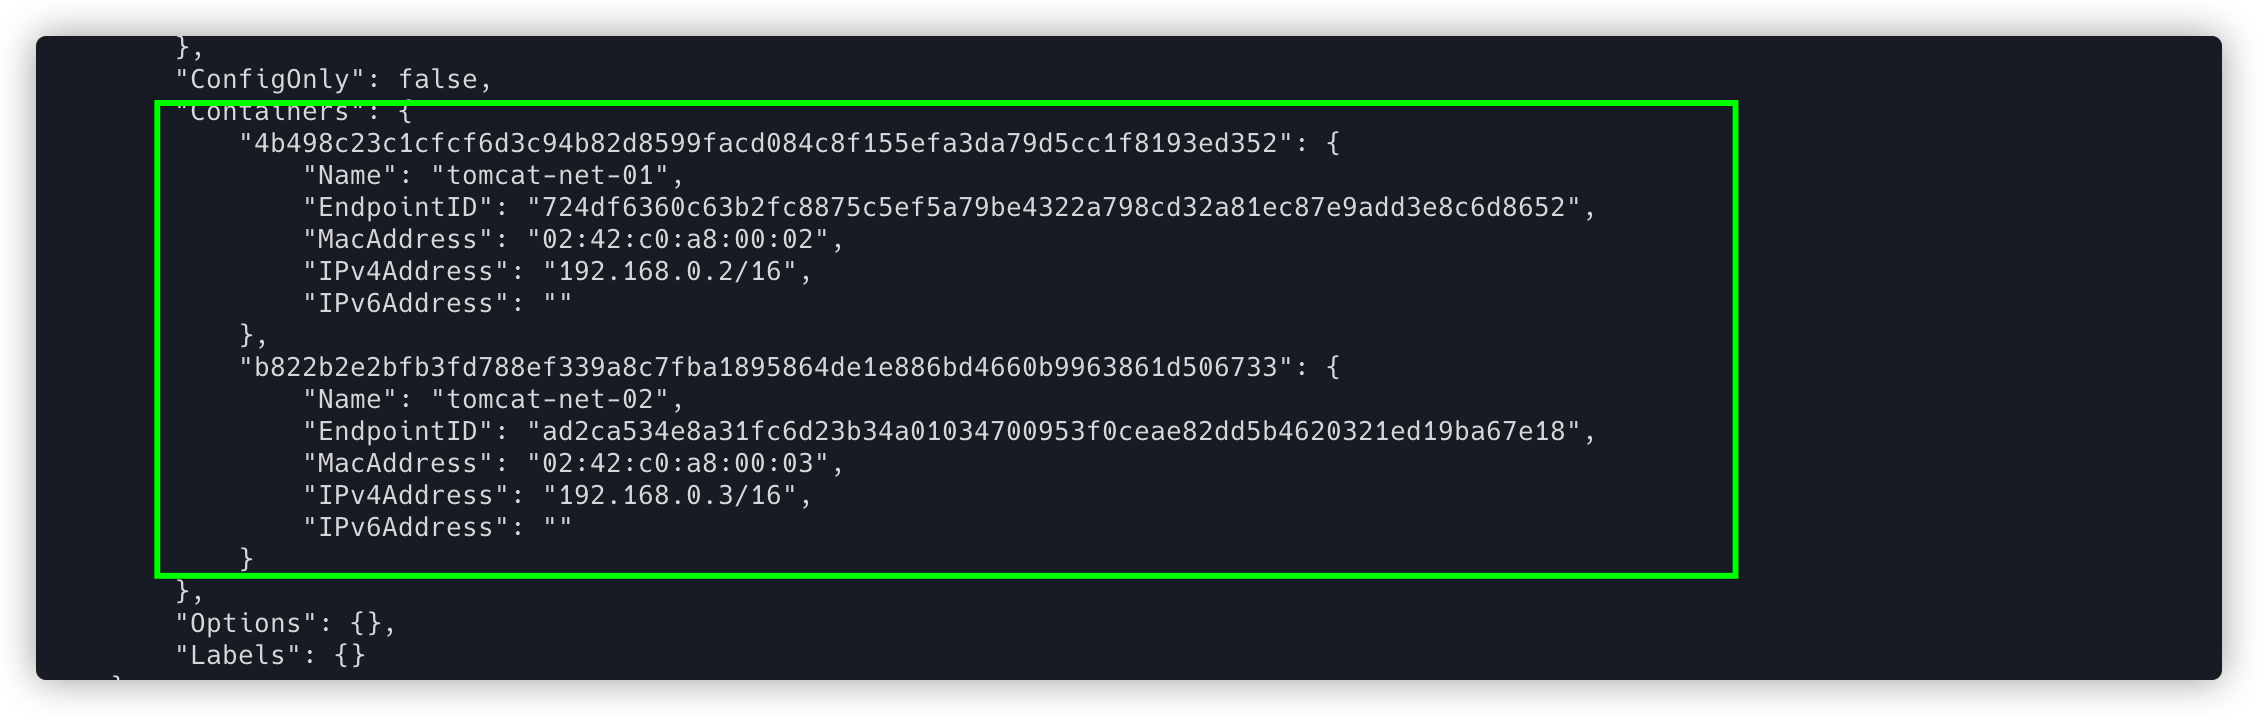 },
"ConfigOnly": false,
"Containers": {
"4b498c23c1cfcf6d3c94b82d8599facd084c8f155efa3da79d5cc1f8193ed352": {
"Name": "tomcat-net-01",
"EndpointID": "724df6360c63b2fc8875c5ef5a79be4322a798cd32a81ec87e9add3e8c6d8652",
"MacAddress": "02:42:c0:a8:00:02",
"IPv4Address": "192.168.0.2/16",
"IPv6Address": ""
},
"b822b2e2bfb3fd788ef339a8c7fba1895864de1e886bd4660b9963861d506733": {
"Name": "tomcat-net-02",
"EndpointID": "ad2ca534e8a31fc6d23b34a01034700953f0ceae82dd5b4620321ed19ba67e18",
"MacAddress": "02:42:c0:a8:00:03",
"IPv4Address": "192.168.0.3/16",
"IPv6Address": ""
}
},
"Options": {},
"Labels": {}
}